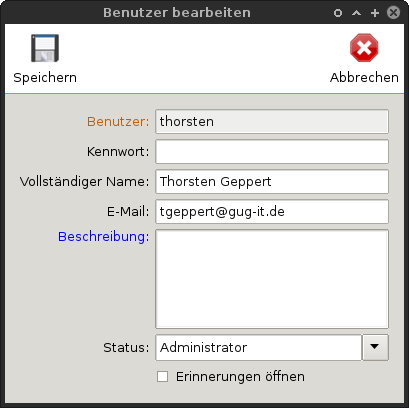 Benutzer bearbeiten
Speichern Abbrechen
Benutzer: thorsten
Kennwort:
Vollständiger Name: Thorsten Geppert
E-Mail: tgeppert@gug-it.de
Beschreibung:
Status: Administrator
Erinnerungen öffnen